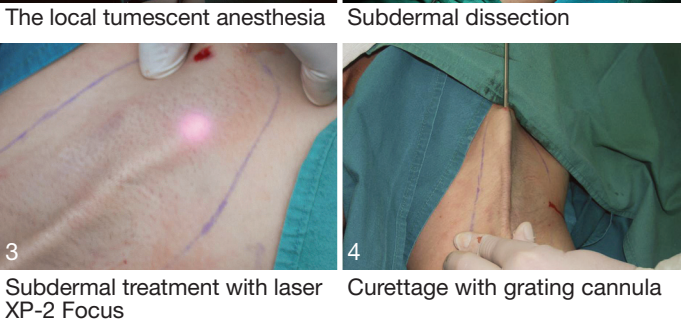 The local tumescent anesthesia
Subdermal dissection
3
4
Subdermal treatment with laser
XP-2 Focus
Curettage with grating cannula